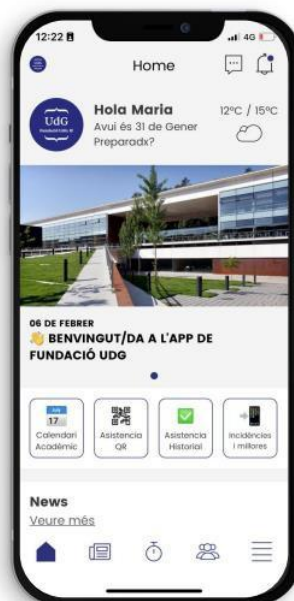 12:22
4G
Home
UdG
Hola Maria
Avui és 31 de Gener
Preparadx?
12ºC / 15ºC
06 DE FEBRER
👋 BENVINGUT/DA A L'APP DE
FUNDACIÓ UDG
17
Calendari
Acadèmic
Asistencia
QR
Asistencia
Historial
Incidències
i millores
News
Veure més